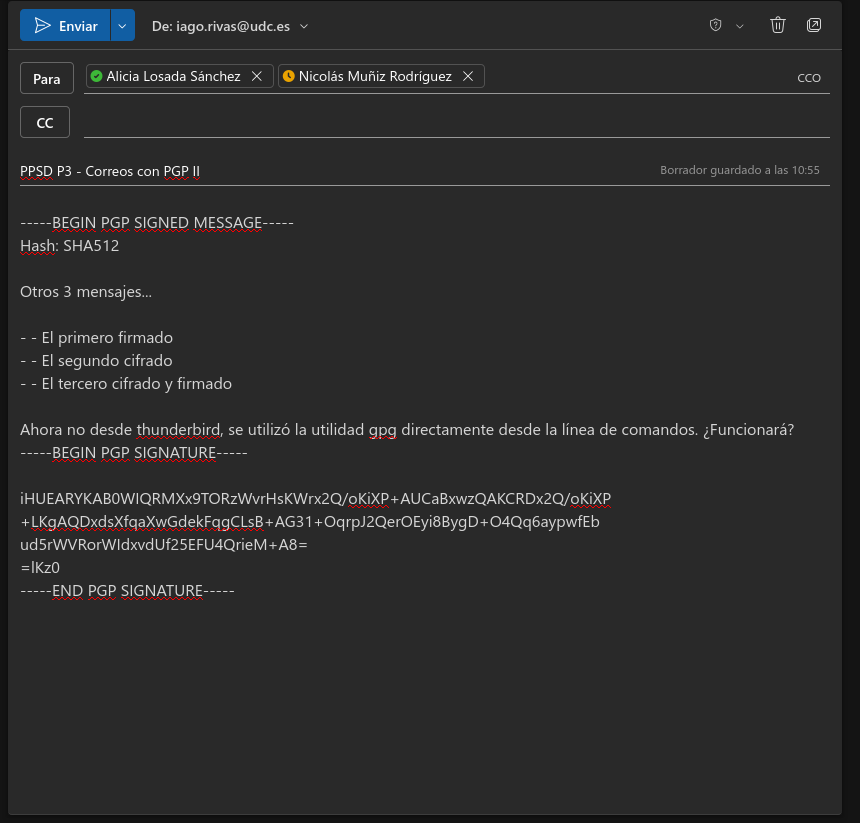 Enviar
De: iago.rivas@udc.es
Para
Alicia Losada Sánchez
Nicolás Muñiz Rodríguez
CCO
CC
PPSD P3 - Correos con PGP II
Borrador guardado a las 10:55
-----BEGIN PGP SIGNED MESSAGE-----
Hash: SHA512
Otros 3 mensajes...
- - El primero firmado
- - El segundo cifrado
- - El tercero cifrado y firmado
Ahora no desde thunderbird, se utilizó la utilidad gpg directamente desde la línea de comandos. ¿Funcionará?
-----BEGIN PGP SIGNATURE-----
iHUEARYKAB0WIQRMXx9TORzWvrHsKWrx2Q/oKiXP+AUCaBxwzQAKCRDx2Q/oKiXP
+LKgAQDxdsXfqaXwGdekFqgCLsB+AG31+OqrpJ2QerOEyi8BygD+O4Qq6aypwfEb
ud5rWVRorWIdxvdUf25EFU4QrieM+A8=
=lKz0
-----END PGP SIGNATURE-----